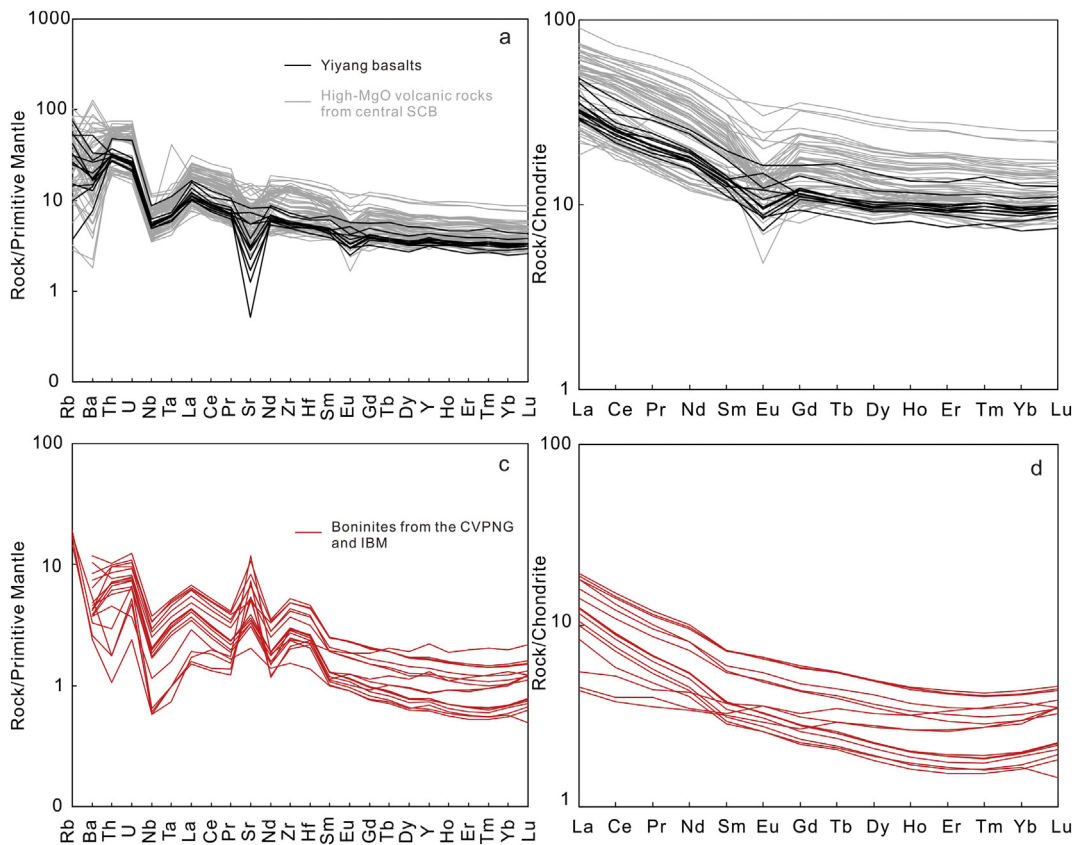 1000
100
10
1
0
Rock/Primitive Mantle
a
Yiyang basalts
High-MgO volcanic rocks
from central SCB
Rb Ba Th U Nb Ta La Ce Pr Sr Nd Zr Hf Sm Eu Gd Tb Dy Y Ho Er Tm Yb Lu
100
10
1
Rock/Chondrite
La Ce Pr Nd Sm Eu Gd Tb Dy Ho Er Tm Yb Lu
100
10
1
0
Rock/Primitive Mantle
c
Boninites from the CVPNG
and IBM
Rb Ba Th U Nb Ta La Ce Pr Sr Nd Zr Hf Sm Eu Gd Tb Dy Y Ho Er Tm Yb Lu
100
10
1
Rock/Chondrite
d
La Ce Pr Nd Sm Eu Gd Tb Dy Ho Er Tm Yb Lu